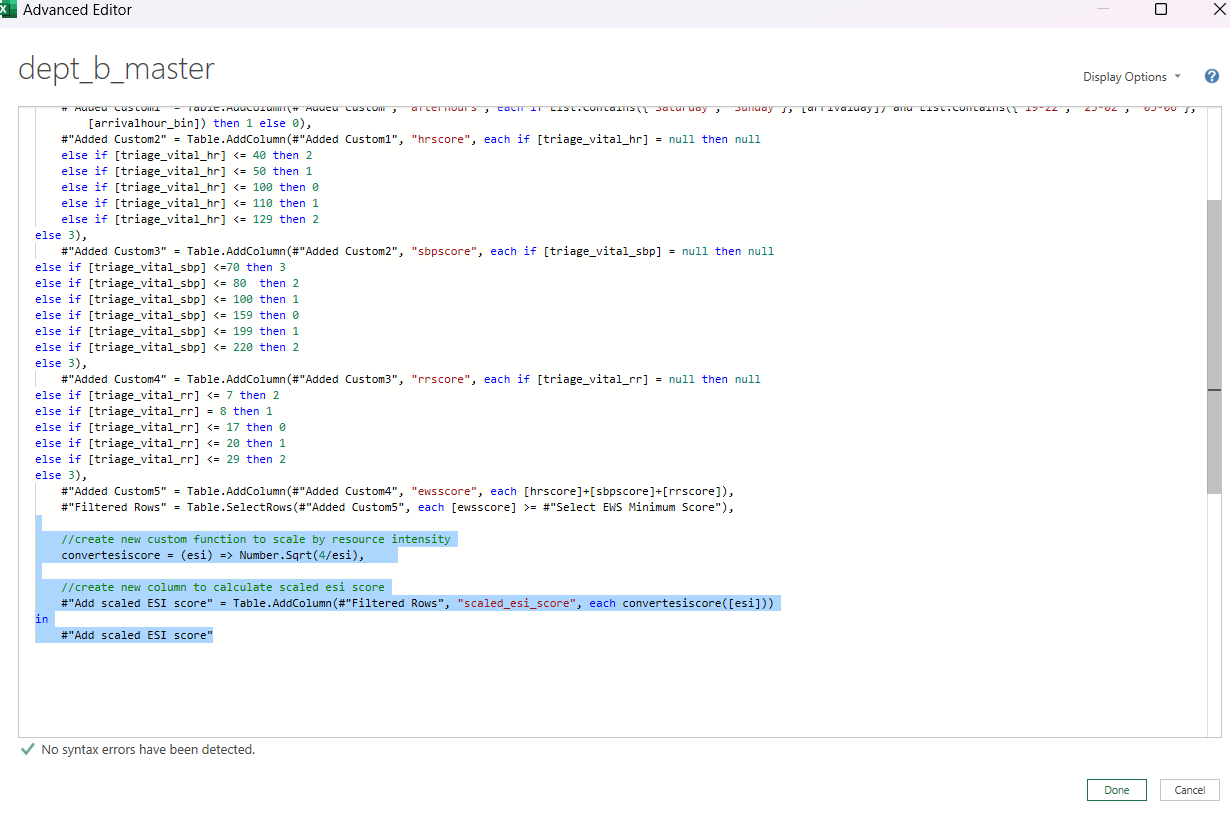 Advanced Editor
dept_b_master
Display Options
#"Added Custom1" = Table.AddColumn(#"Added Custom", "afterhours", each if List.Contains({"Saturday", "Sunday"}, [arrivalday]) and List.Contains({"19-22", "23-02", "03-06"},
[arrivalhour_bin]) then 1 else 0),
#"Added Custom2" = Table.AddColumn(#"Added Custom1", "hrscore", each if [triage_vital_hr] = null then null
else if [triage_vital_hr] <= 40 then 2
else if [triage_vital_hr] <= 50 then 1
else if [triage_vital_hr] <= 100 then 0
else if [triage_vital_hr] <= 110 then 1
else if [triage_vital_hr] <= 129 then 2
else 3),
#"Added Custom3" = Table.AddColumn(#"Added Custom2", "sbpscore", each if [triage_vital_sbp] = null then null
else if [triage_vital_sbp] <=70 then 3
else if [triage_vital_sbp] <= 80  then 2
else if [triage_vital_sbp] <= 100 then 1
else if [triage_vital_sbp] <= 159 then 0
else if [triage_vital_sbp] <= 199 then 1
else if [triage_vital_sbp] <= 220 then 2
else 3),
#"Added Custom4" = Table.AddColumn(#"Added Custom3", "rrscore", each if [triage_vital_rr] = null then null
else if [triage_vital_rr] <= 7 then 2
else if [triage_vital_rr] = 8 then 1
else if [triage_vital_rr] <= 17 then 0
else if [triage_vital_rr] <= 20 then 1
else if [triage_vital_rr] <= 29 then 2
else 3),
#"Added Custom5" = Table.AddColumn(#"Added Custom4", "ewsscore", each [hrscore]+[sbpscore]+[rrscore]),
#"Filtered Rows" = Table.SelectRows(#"Added Custom5", each [ewsscore] >= #"Select EWS Minimum Score"),
//create new custom function to scale by resource intensity
convertesiscore = (esi) => Number.Sqrt(4/esi),
//create new column to calculate scaled esi score
#"Add scaled ESI score" = Table.AddColumn(#"Filtered Rows", "scaled_esi_score", each convertesiscore([esi]))
in
#"Add scaled ESI score"
No syntax errors have been detected.
Done
Cancel